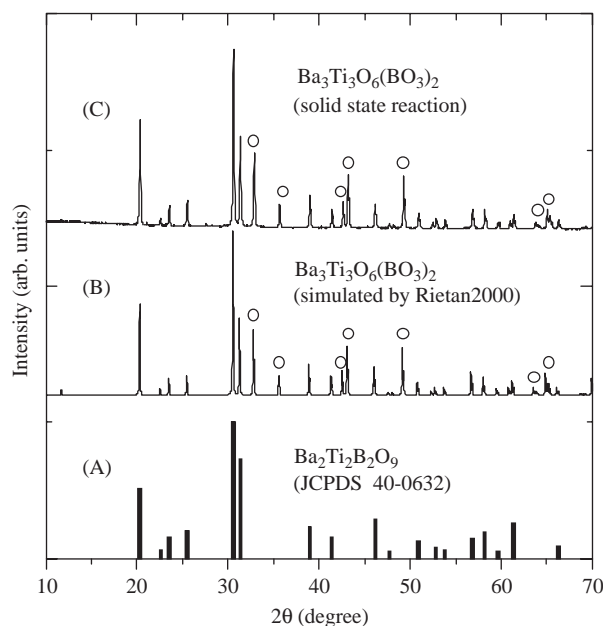 (C)
Ba3Ti3O6(BO3)2
(solid state reaction)
(B)
Ba3Ti3O6(BO3)2
(simulated by Rietan2000)
(A)
Ba2Ti2B2O9
(JCPDS 40-0632)
Intensity (arb. units)
10 20 30 40 50 60 70
2θ (degree)